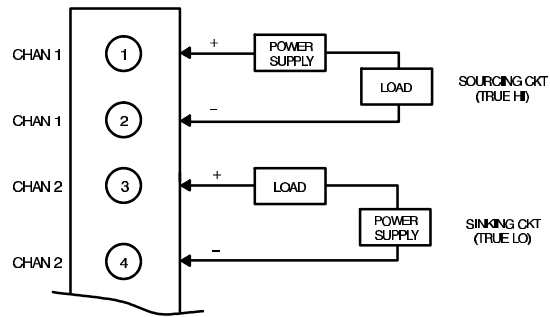 CHAN 1
1
+
POWER
SUPPLY
LOAD
SOURCING CKT
(TRUE HI)
CHAN 1
2
–
CHAN 2
3
+
LOAD
POWER
SUPPLY
SINKING CKT
(TRUE LO)
CHAN 2
4
–